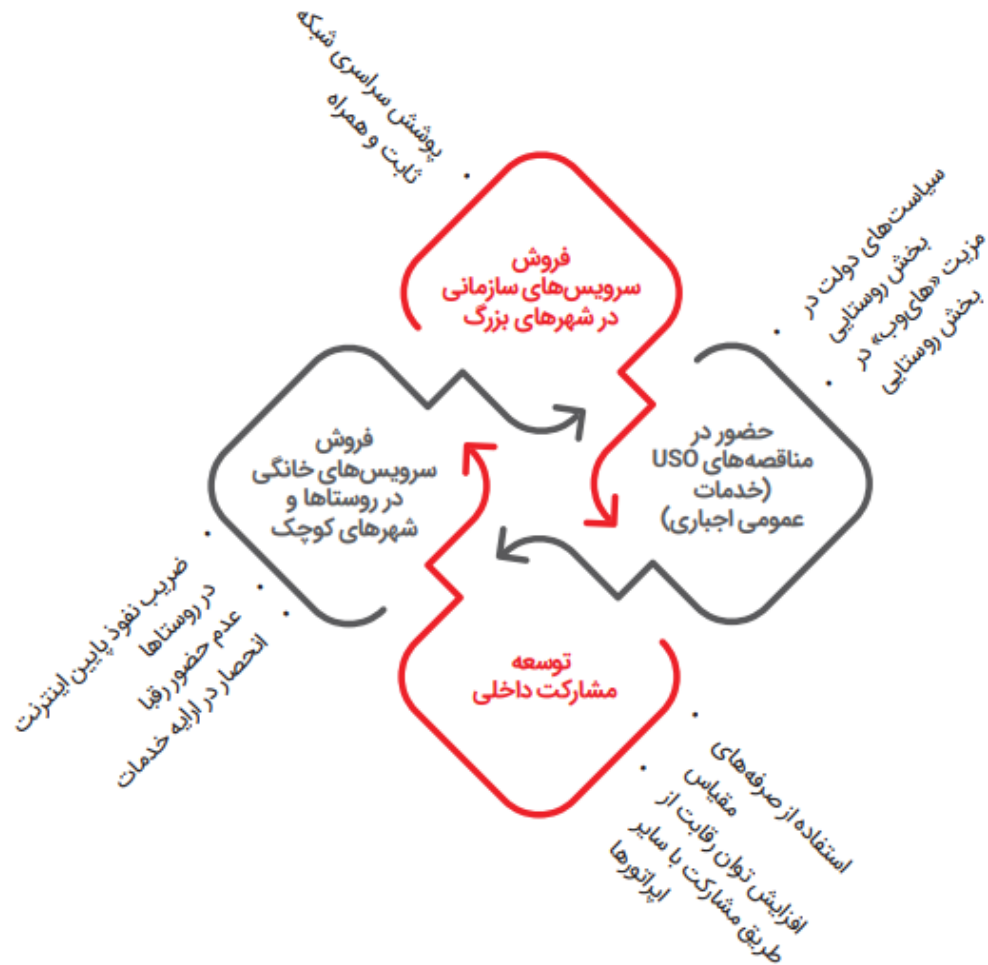 • پوشش سراسری شبکه
ثابت و همراه
فروش
سرویس‌های سازمانی
در شهرهای بزرگ
• سیاست‌های دولت در
بخش روستایی
• مزیت «های‌وب» در
بخش روستایی
حضور در
مناقصه‌های USO
(خدمات
عمومی اجباری)
فروش
سرویس‌های خانگی
در روستاها و
شهرهای کوچک
• ضریب نفوذ پایین اینترنت
در روستاها
• عدم حضور رقبا
• انحصار در ارایه خدمات
توسعه
مشارکت داخلی
• استفاده از صرفه‌های
مقیاس
• افزایش توان رقابت از
طریق مشارکت با سایر
اپراتورها